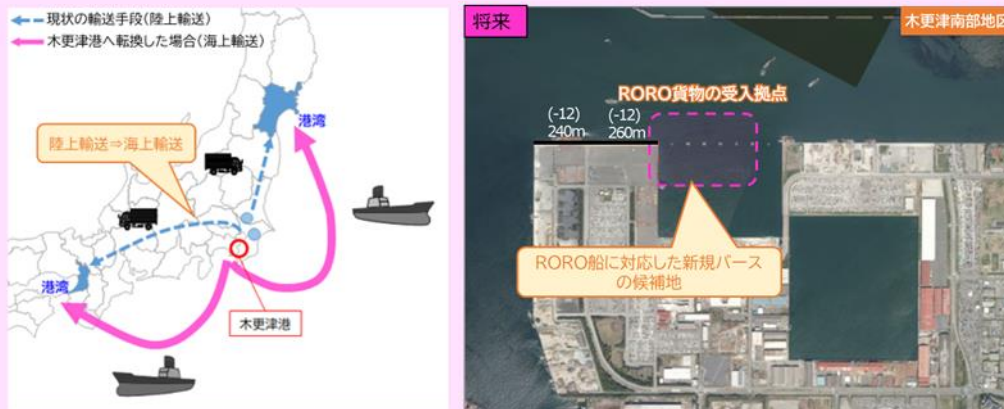 現状の輸送手段(陸上輸送)
木更津港へ転換した場合(海上輸送)
港湾
陸上輸送⇒海上輸送
港湾
木更津港
将来
木更津南部地区
RORO貨物の受入拠点
(-12)
240m
(-12)
260m
RORO船に対応した新規バース
の候補地